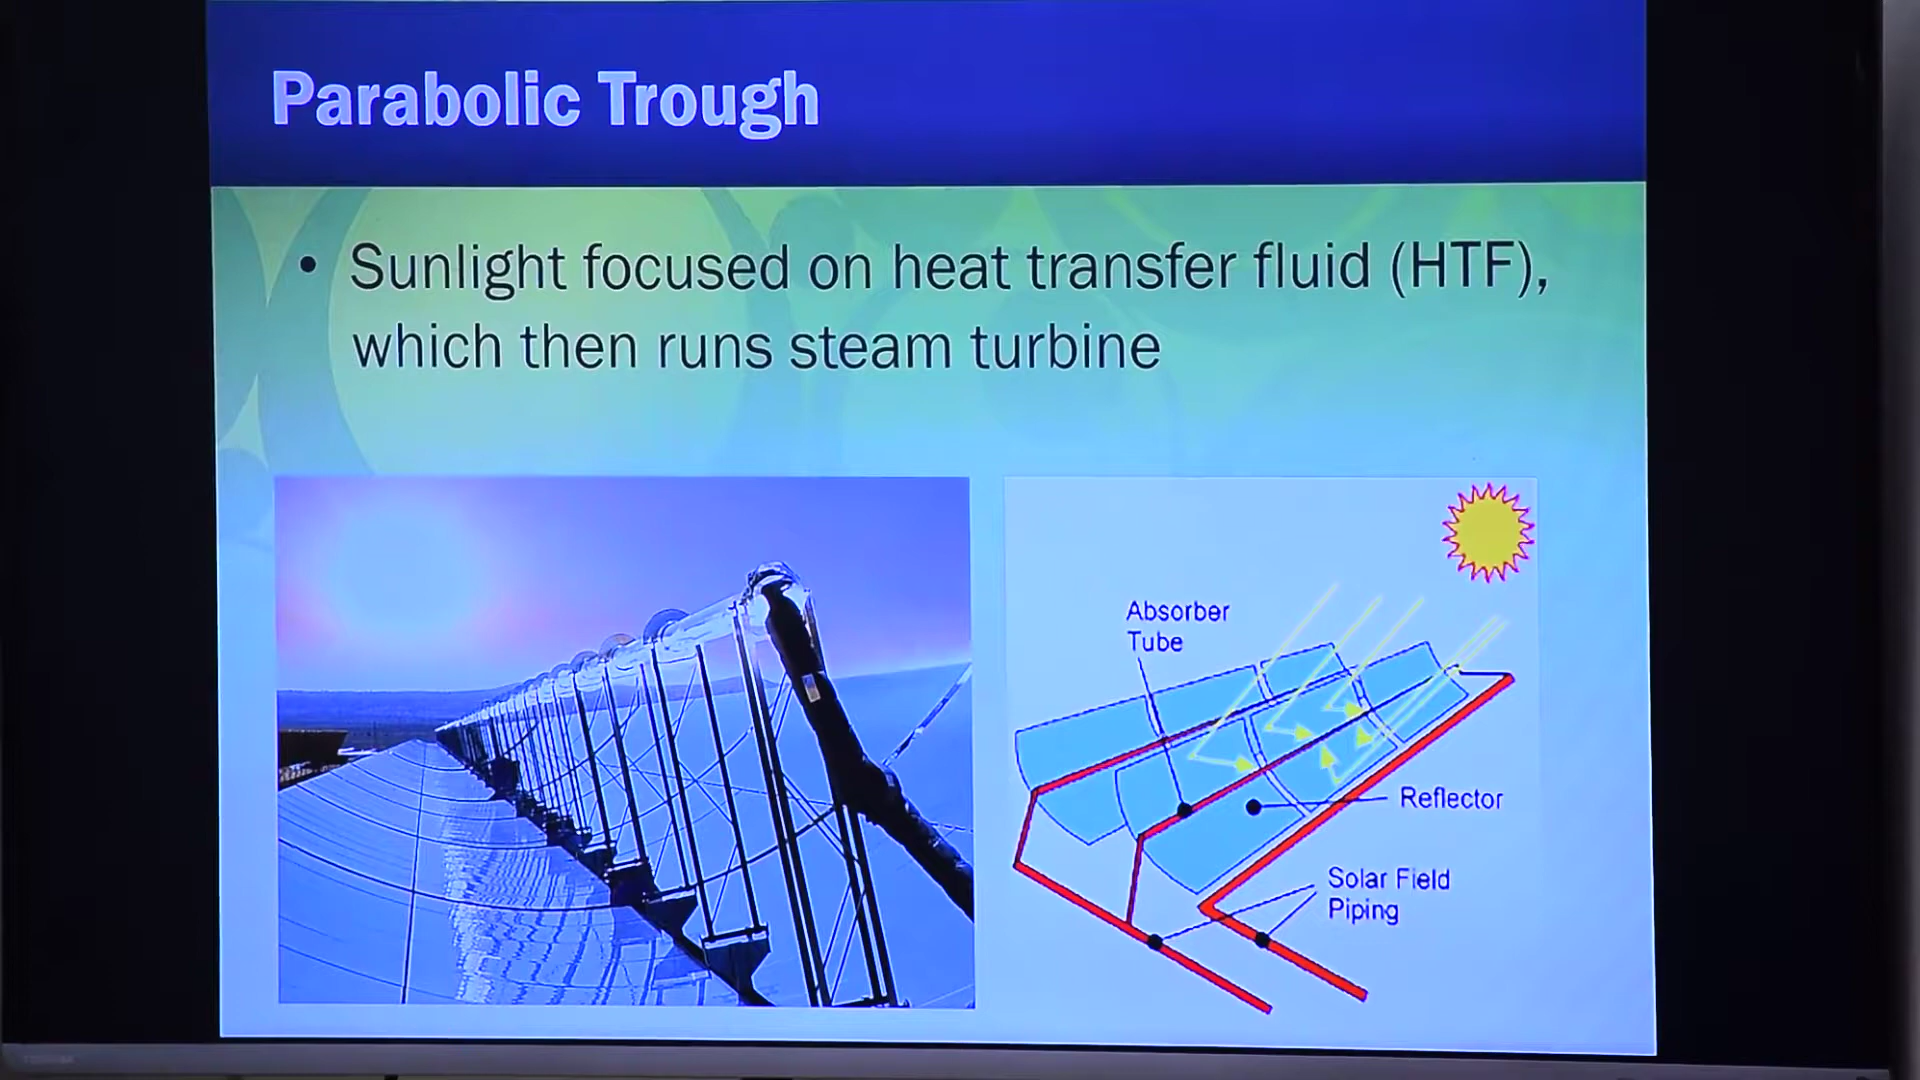 Parabolic Trough
• Sunlight focused on heat transfer fluid (HTF),
which then runs steam turbine
Absorber
Tube
Reflector
Solar Field
Piping
TOSHIBA